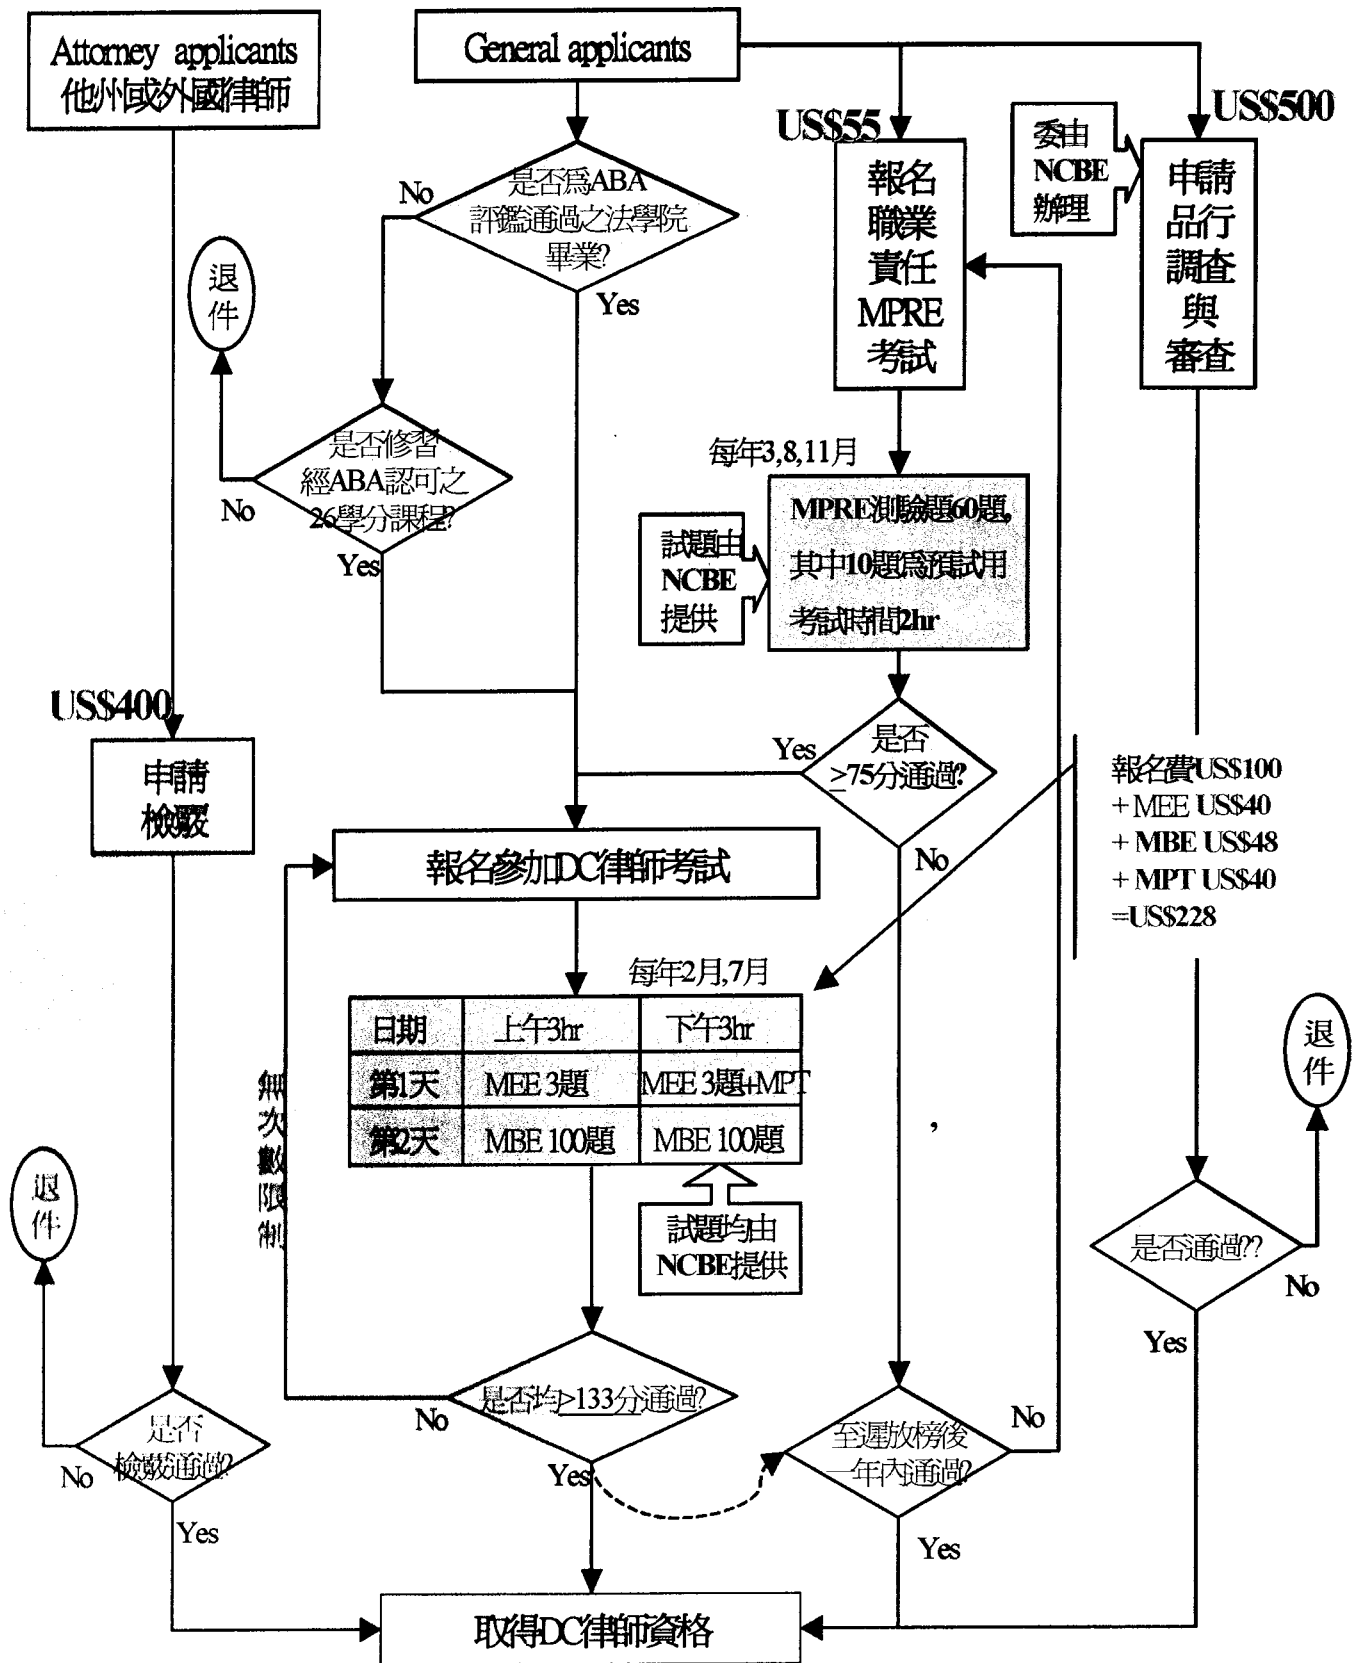 Attorney applicants
他州或外國律師
General applicants
US$55
US$500
委由
NCBE
辦理
報名
職業
責任
MPRE
考試
申請
品行
調查
與
審查
No
是否爲ABA
評鑑通過之法學院
畢業?
Yes
退
件
是否修習
經ABA認可之
26學分課程?
No
Yes
每年3,8,11月
試題由
NCBE
提供
MPRE測驗題60題,
其中10題爲預試用
考試時間2hr
US$400
申請
檢覈
Yes
是否
≥75分通過?
No
報名費US$100
+ MEE US$40
+ MBE US$48
+ MPT US$40
=US$228
報名參加DC律師考試
每年2月,7月
日期 上午3hr 下午3hr
第1天 MEE 3題 MEE 3題+MPT
第2天 MBE 100題 MBE 100題
無
次
數
限
制
試題均由
NCBE提供
退
件
退
件
是否通過??
No
Yes
是否均≥133分通過?
No
Yes
至遲放榜後
一年內通過?
No
Yes
是否
檢覈通過?
No
Yes
取得DC律師資格